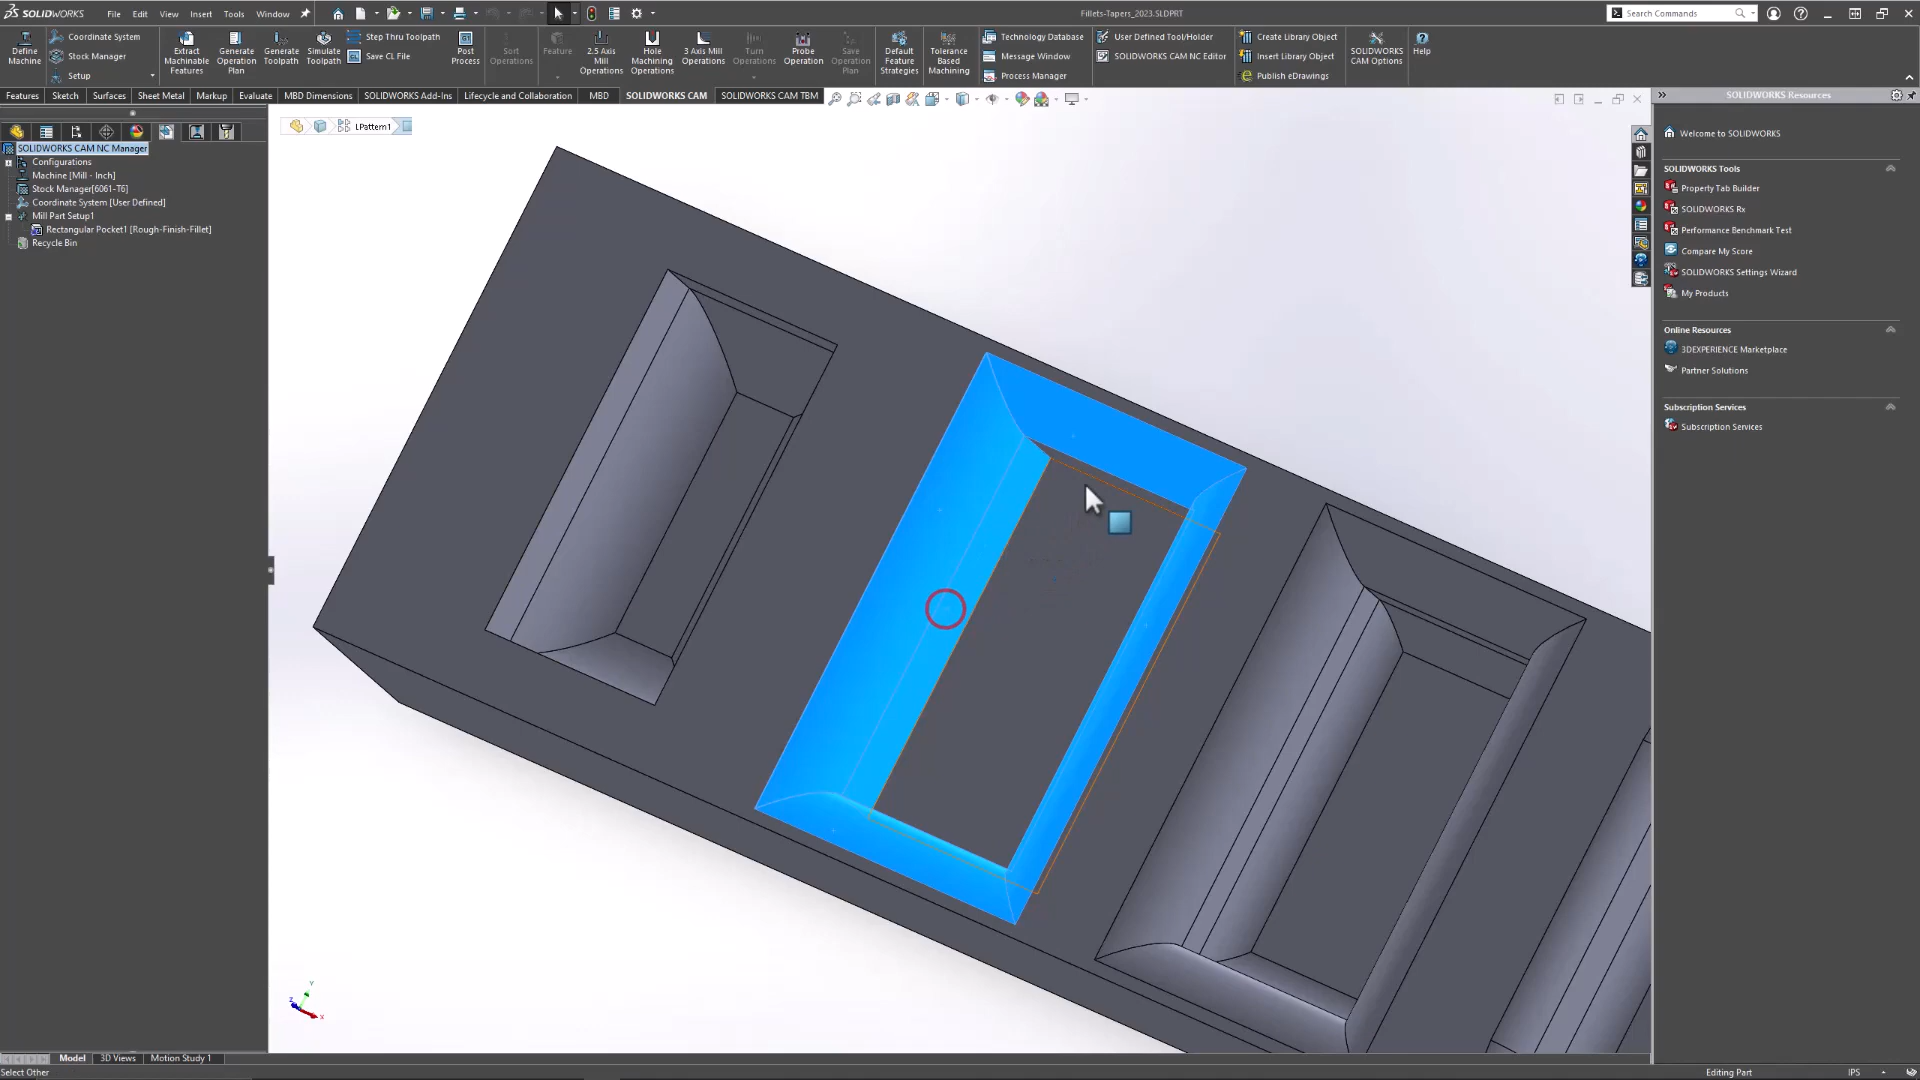 SOLIDWORKS File Edit View Insert Tools Window
Fillets-Tapers_2023.SLDPRT
Search Commands
Define Machine
Coordinate System
Stock Manager
Setup
Extract Machinable Features
Generate Operation Plan
Generate Toolpath
Simulate Toolpath
Step Thru Toolpath
Save CL File
Post Process
Sort Operations
Feature
2.5 Axis Mill Operations
Hole Machining Operations
3 Axis Mill Operations
Turn Operations
Probe Operation
Save Operation Plan
Default Feature Strategies
Tolerance Based Machining
Technology Database
Message Window
Process Manager
User Defined Tool/Holder
SOLIDWORKS CAM NC Editor
Create Library Object
Insert Library Object
Publish eDrawings
SOLIDWORKS CAM Options
Help
Features Sketch Surfaces Sheet Metal Markup Evaluate MBD Dimensions SOLIDWORKS Add-Ins Lifecycle and Collaboration MBD SOLIDWORKS CAM SOLIDWORKS CAM TBM
LPattern1
SOLIDWORKS CAM NC Manager
Configurations
Machine [Mill - Inch]
Stock Manager[6061-T6]
Coordinate System [User Defined]
Mill Part Setup1
Rectangular Pocket1 [Rough-Finish-Fillet]
Recycle Bin
SOLIDWORKS Resources
Welcome to SOLIDWORKS
SOLIDWORKS Tools
Property Tab Builder
SOLIDWORKS Rx
Performance Benchmark Test
Compare My Score
SOLIDWORKS Settings Wizard
My Products
Online Resources
3DEXPERIENCE Marketplace
Partner Solutions
Subscription Services
Subscription Services
Y
Z
X
Model 3D Views Motion Study 1
Select Other
Editing Part
IPS